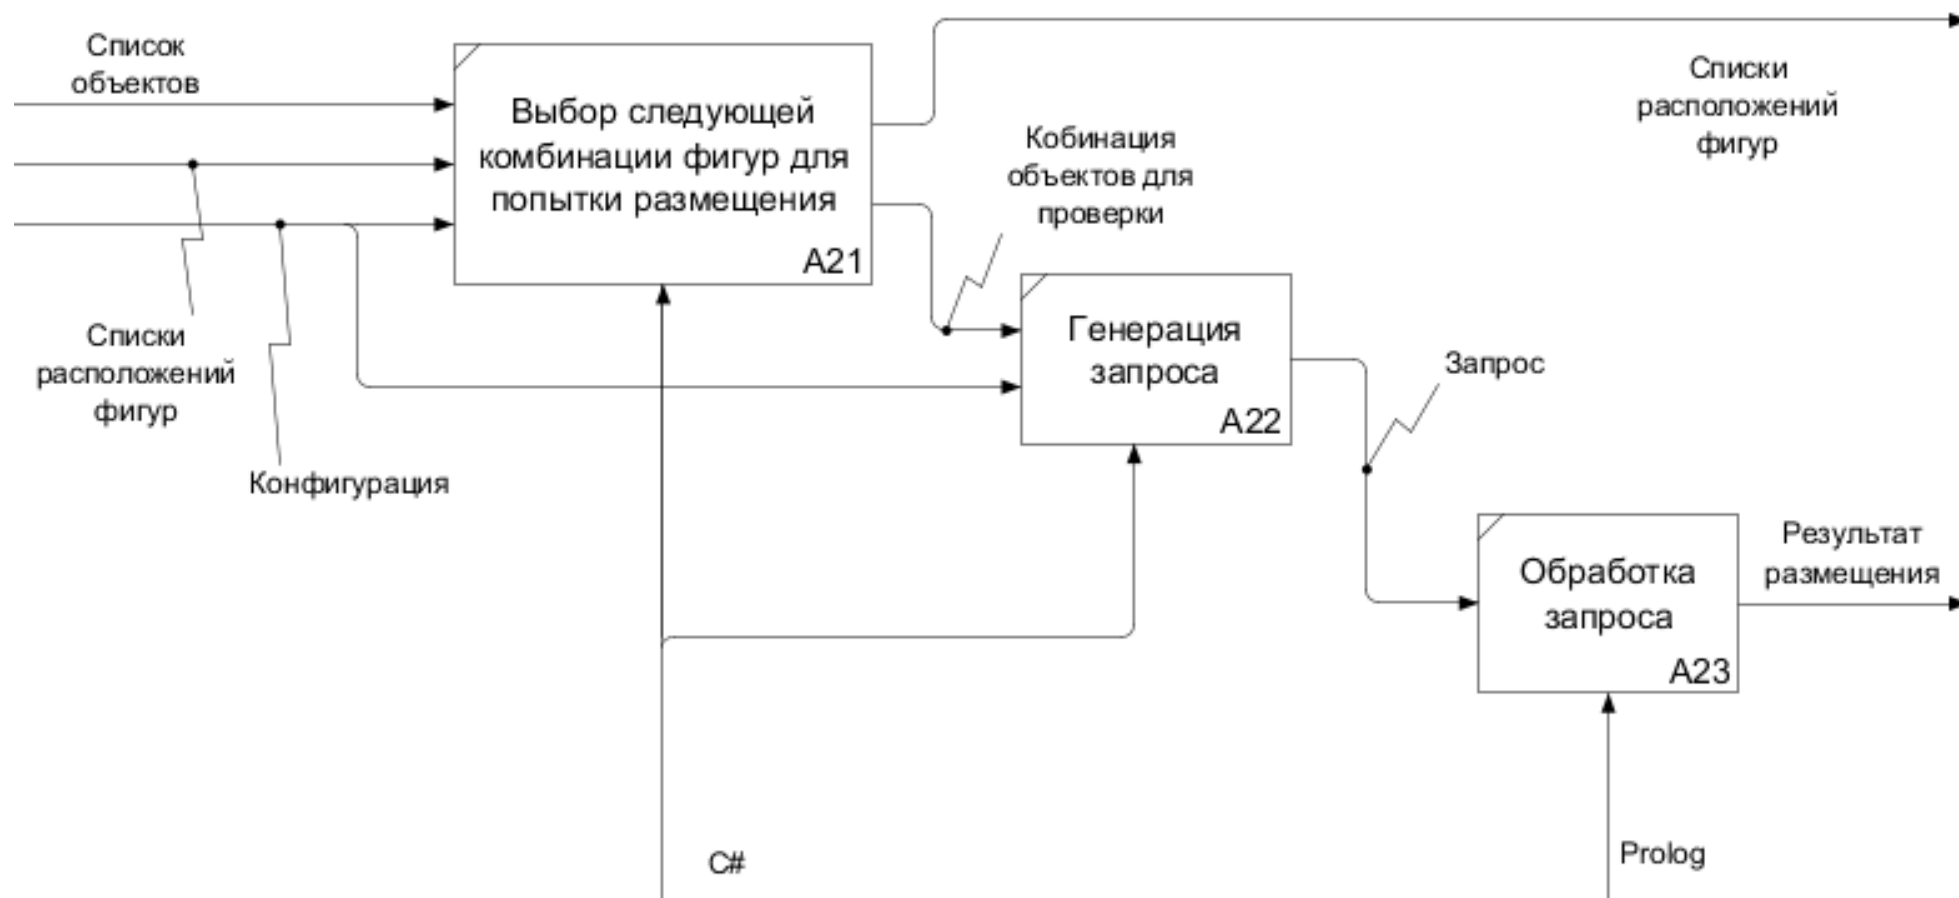 Список
объектов
Выбор следующей
комбинации фигур для
попытки размещения
A21
Списки
расположений
фигур
Кобинация
объектов для
проверки
Списки
расположений
фигур
Конфигурация
Генерация
запроса
A22
Запрос
Обработка
запроса
A23
Результат
размещения
C#
Prolog